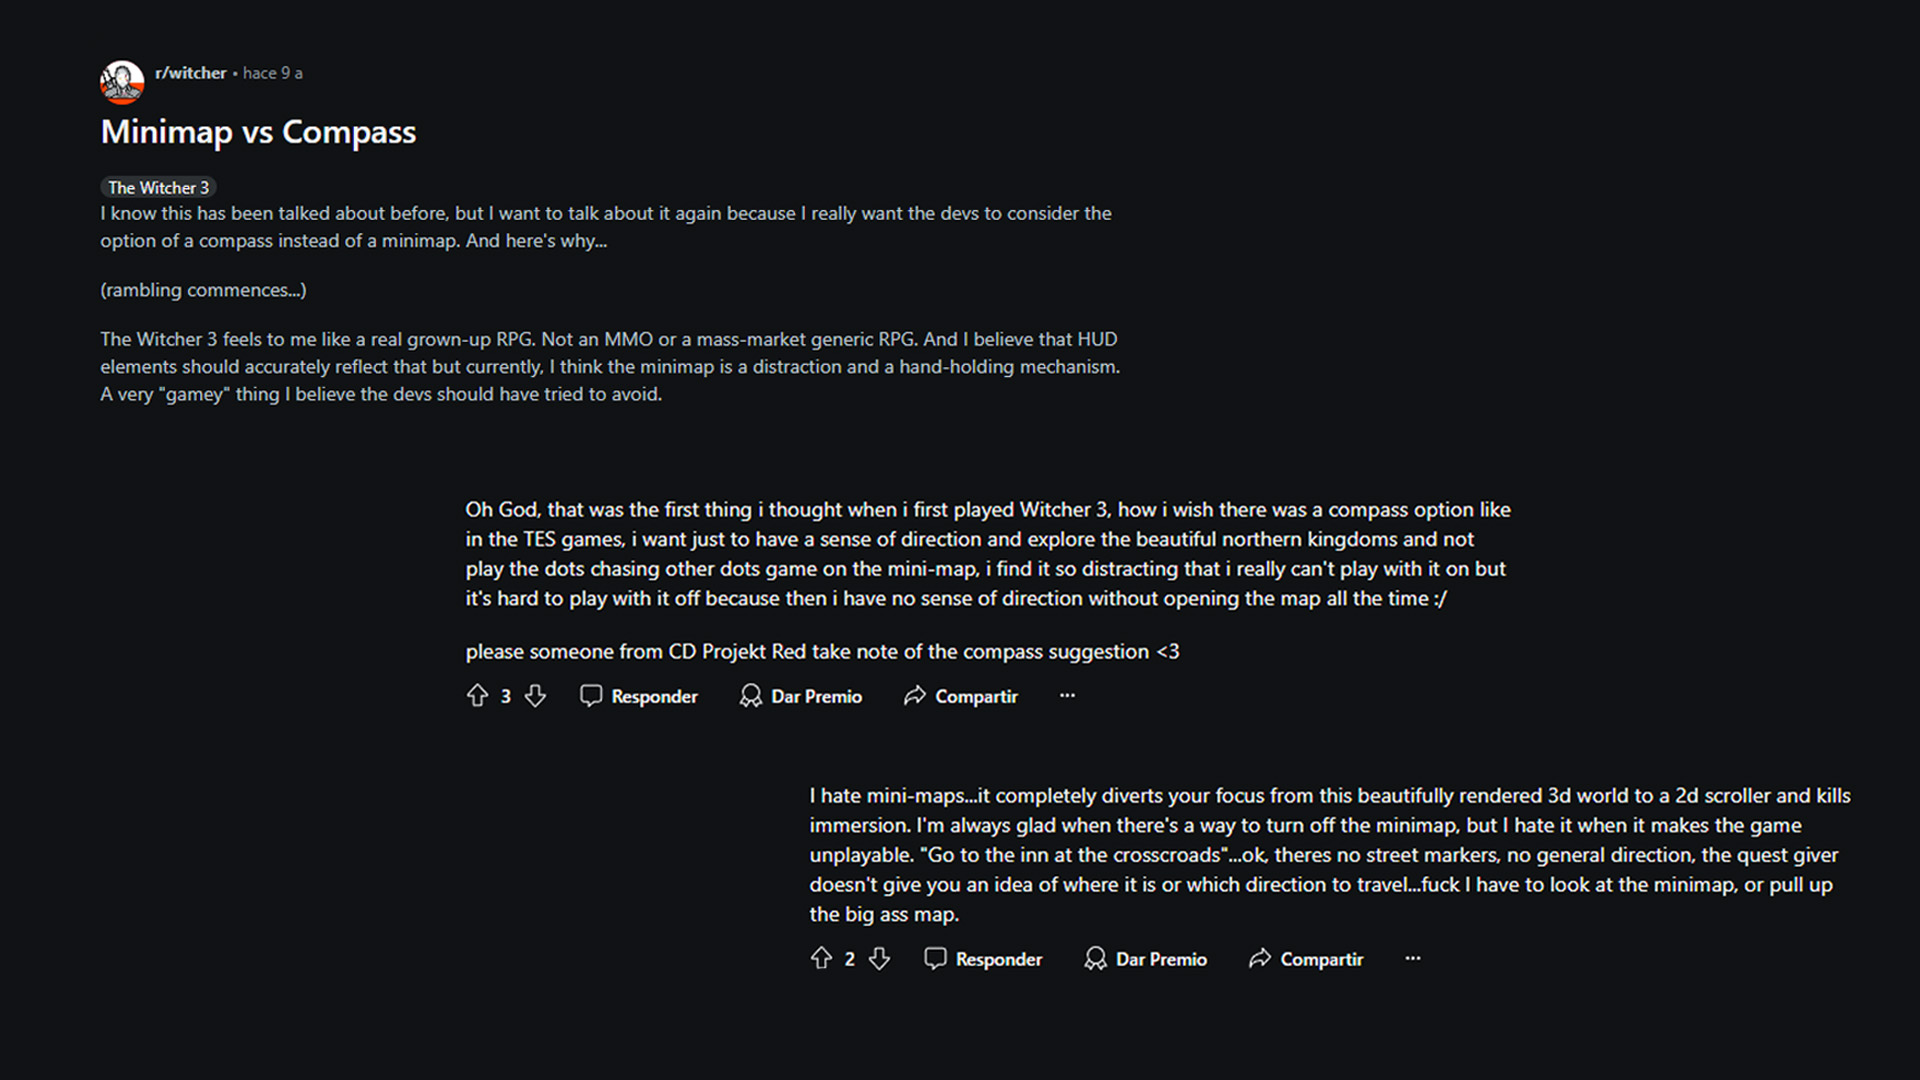 r/witcher • hace 9 a
Minimap vs Compass
The Witcher 3
I know this has been talked about before, but I want to talk about it again because I really want the devs to consider the
option of a compass instead of a minimap. And here's why...
(rambling commences...)
The Witcher 3 feels to me like a real grown-up RPG. Not an MMO or a mass-market generic RPG. And I believe that HUD
elements should accurately reflect that but currently, I think the minimap is a distraction and a hand-holding mechanism.
A very "gamey" thing I believe the devs should have tried to avoid.
Oh God, that was the first thing i thought when i first played Witcher 3, how i wish there was a compass option like
in the TES games, i want just to have a sense of direction and explore the beautiful northern kingdoms and not
play the dots chasing other dots game on the mini-map, i find it so distracting that i really can't play with it on but
it's hard to play with it off because then i have no sense of direction without opening the map all the time :/
please someone from CD Projekt Red take note of the compass suggestion <3
3 Responder Dar Premio Compartir ...
I hate mini-maps...it completely diverts your focus from this beautifully rendered 3d world to a 2d scroller and kills
immersion. I'm always glad when there's a way to turn off the minimap, but I hate it when it makes the game
unplayable. "Go to the inn at the crosscroads"...ok, theres no street markers, no general direction, the quest giver
doesn't give you an idea of where it is or which direction to travel...fuck I have to look at the minimap, or pull up
the big ass map.
2 Responder Dar Premio Compartir ...